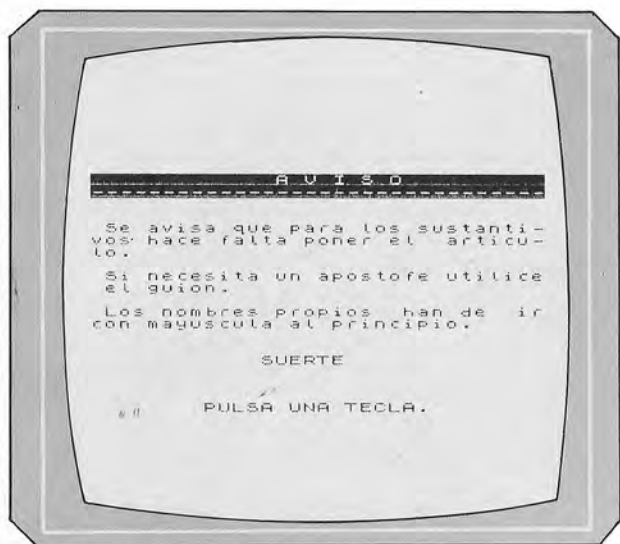 AVISO
Se avisa que para los sustanti-
vos hace falta poner el articu-
lo.
Si necesita un apostofe utilice
el guion.
Los nombres propios han de ir
con mayuscula al principio.
SUERTE
PULSA UNA TECLA.